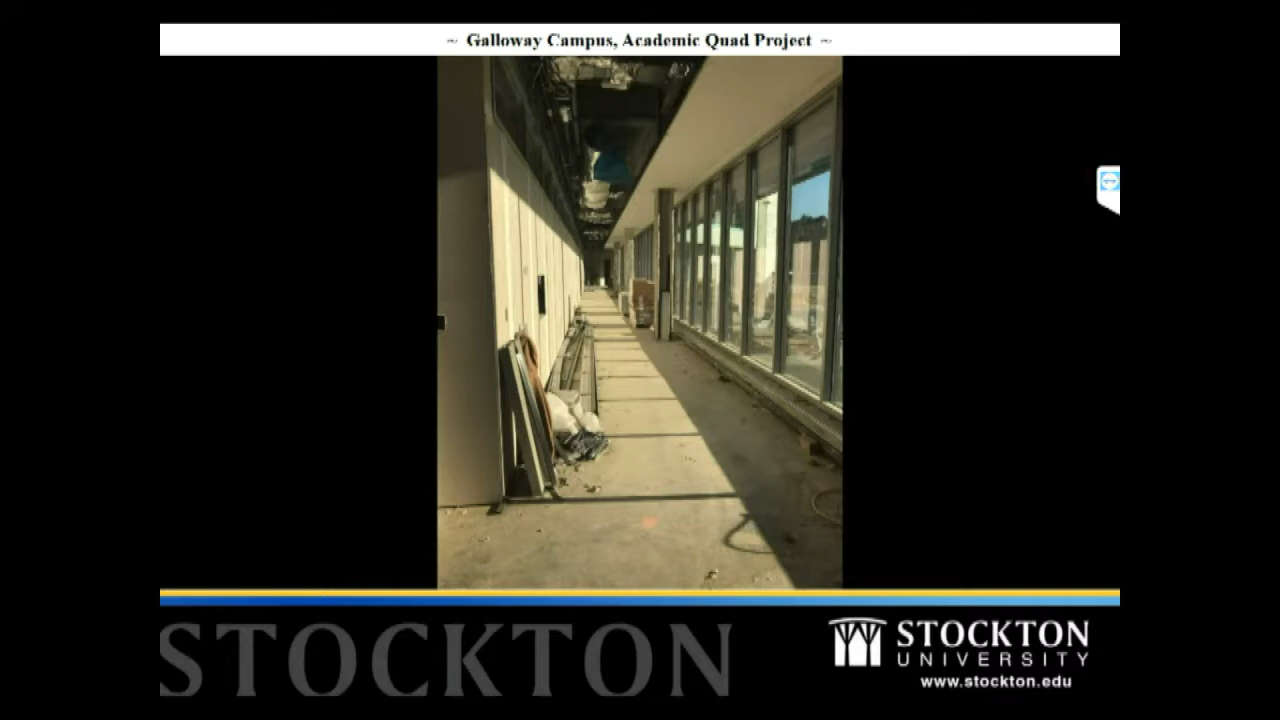 ~ Galloway Campus, Academic Quad Project ~
STOCKTON
STOCKTON
UNIVERSITY
www.stockton.edu